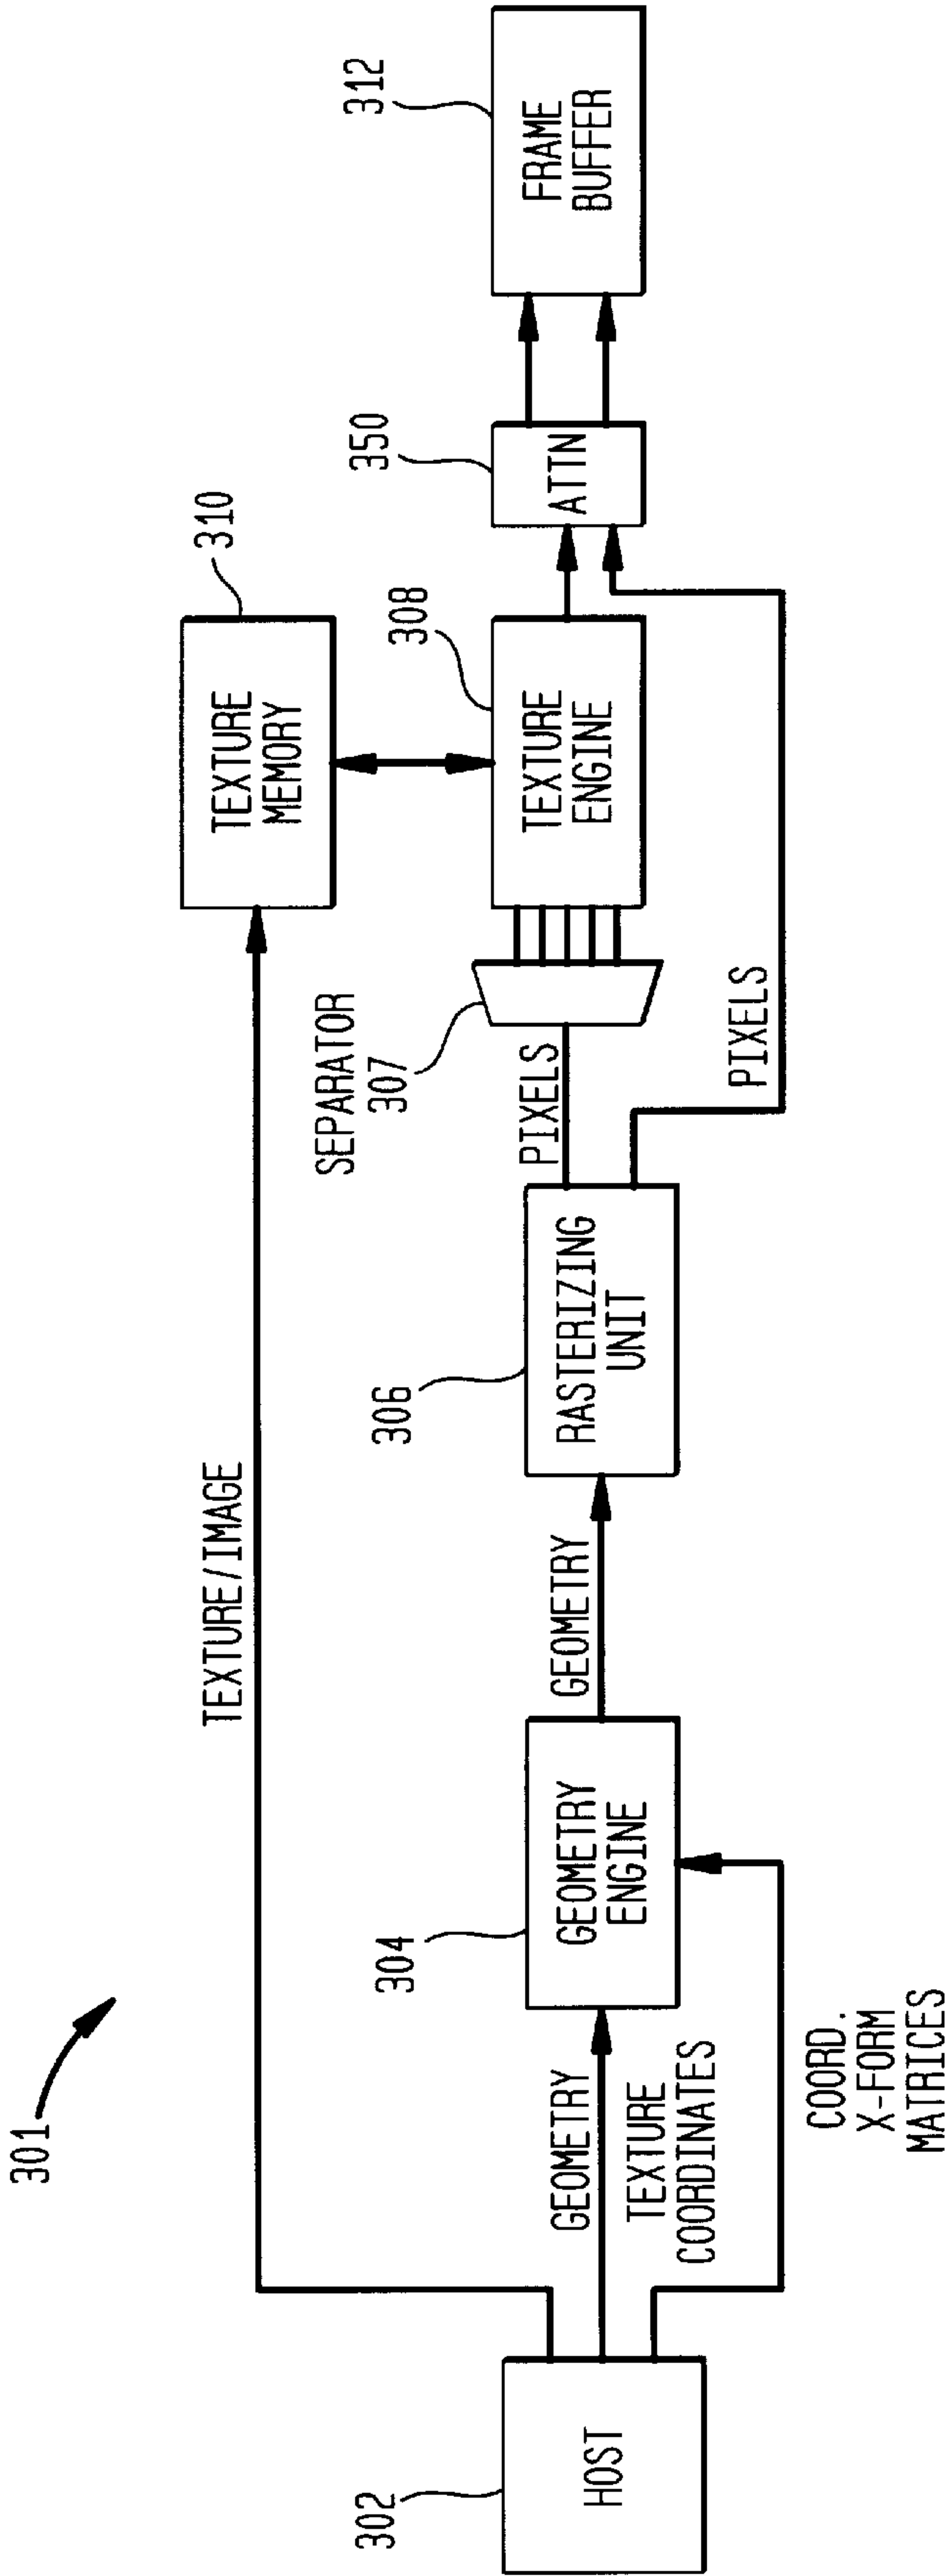 301
TEXTURE/IMAGE
310
TEXTURE
MEMORY
302
HOST
GEOMETRY
TEXTURE
COORDINATES
COORD.
X-FORM
MATRICES
304
GEOMETRY
ENGINE
GEOMETRY
306
RASTERIZING
UNIT
PIXELS
PIXELS
SEPARATOR
307
308
TEXTURE
ENGINE
350
ATTN
312
FRAME
BUFFER